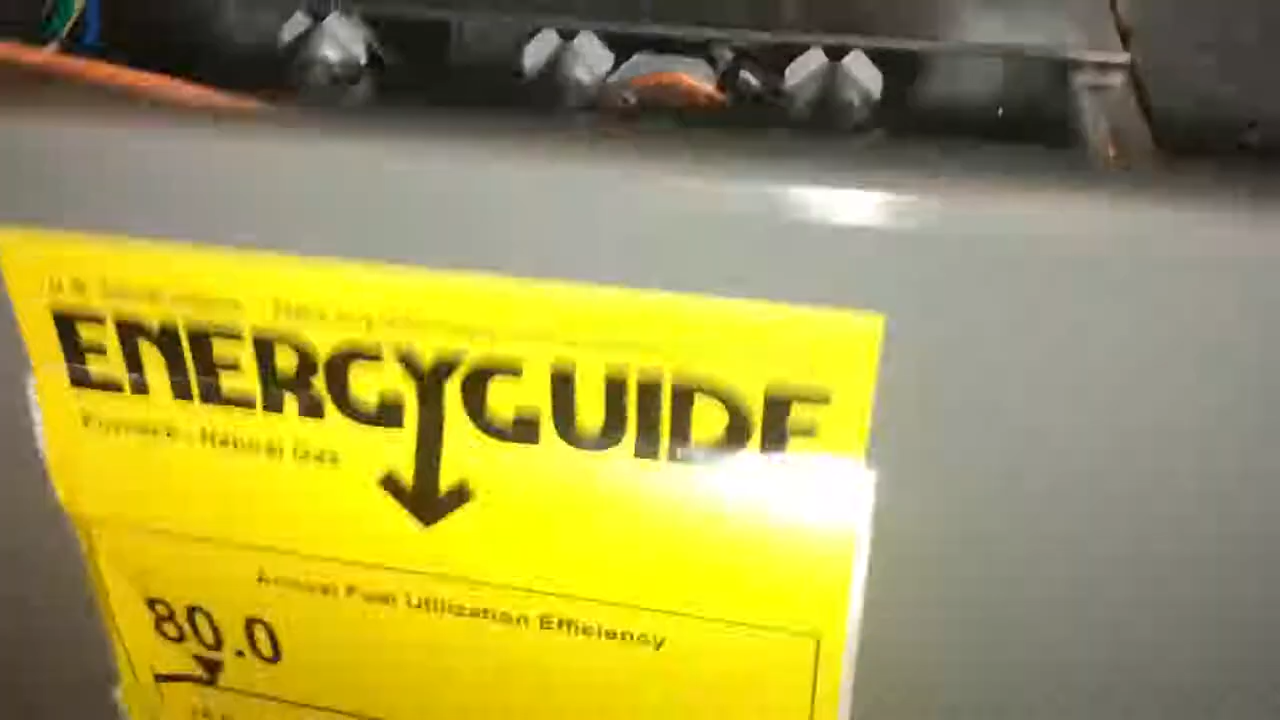 ENERGYGUIDE
Furnace - Natural Gas
Annual Fuel Utilization Efficiency
80.0